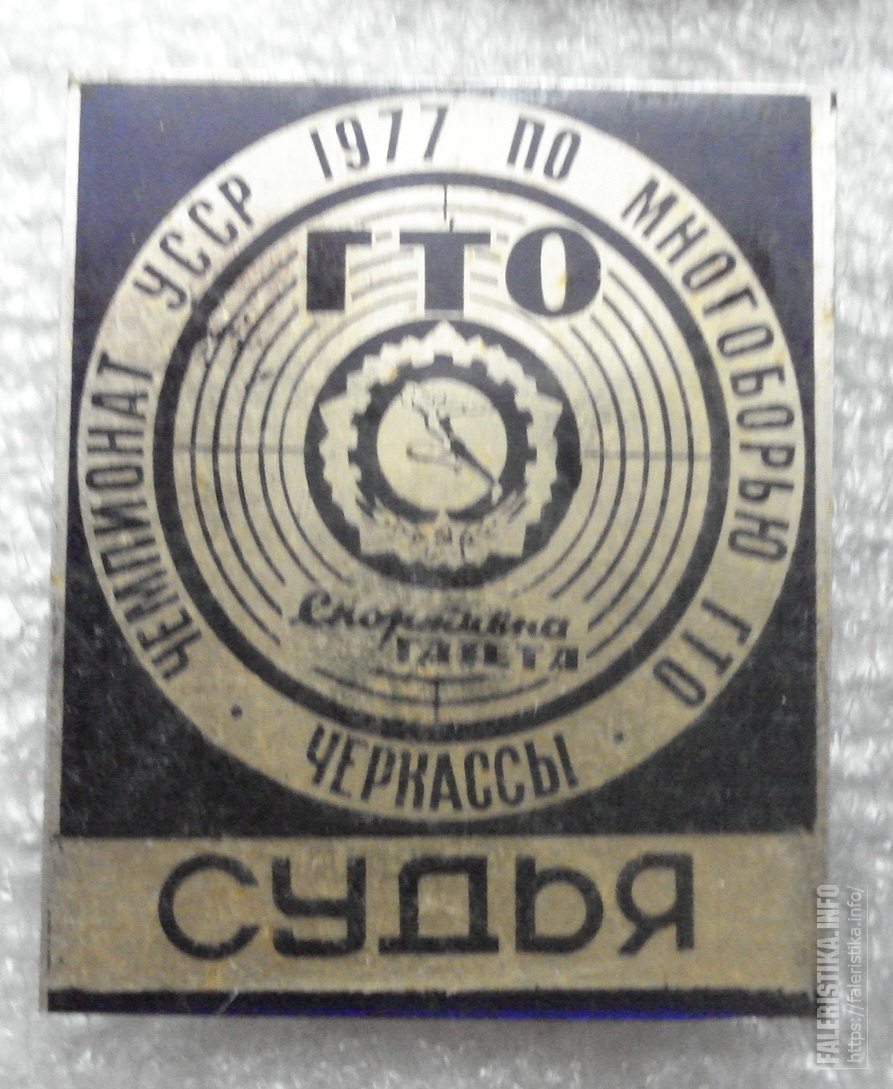 ЧЕМПИОНАТ УССР 1977 ПО МНОГОБОРЬЮ ГТО
• ЧЕРКАССЫ •
ГТО
Спортивна
ГАЗЕТА
СУДЬЯ
FALERISTIKA.INFO
https://faleristika.info/